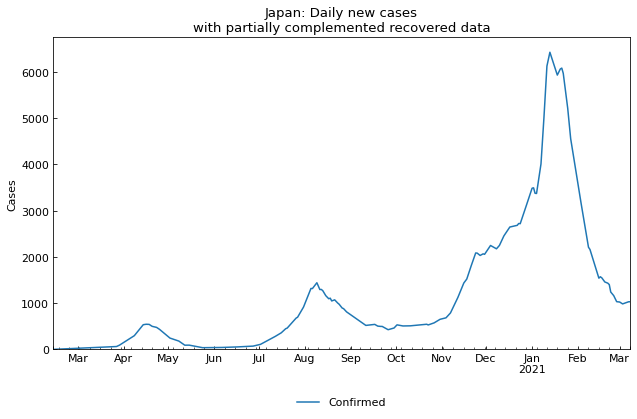 Japan: Daily new cases
with partially complemented recovered data
Cases
6000
5000
4000
3000
2000
1000
0
Mar Apr May Jun Jul Aug Sep Oct Nov Dec Jan Feb Mar
2021
Confirmed